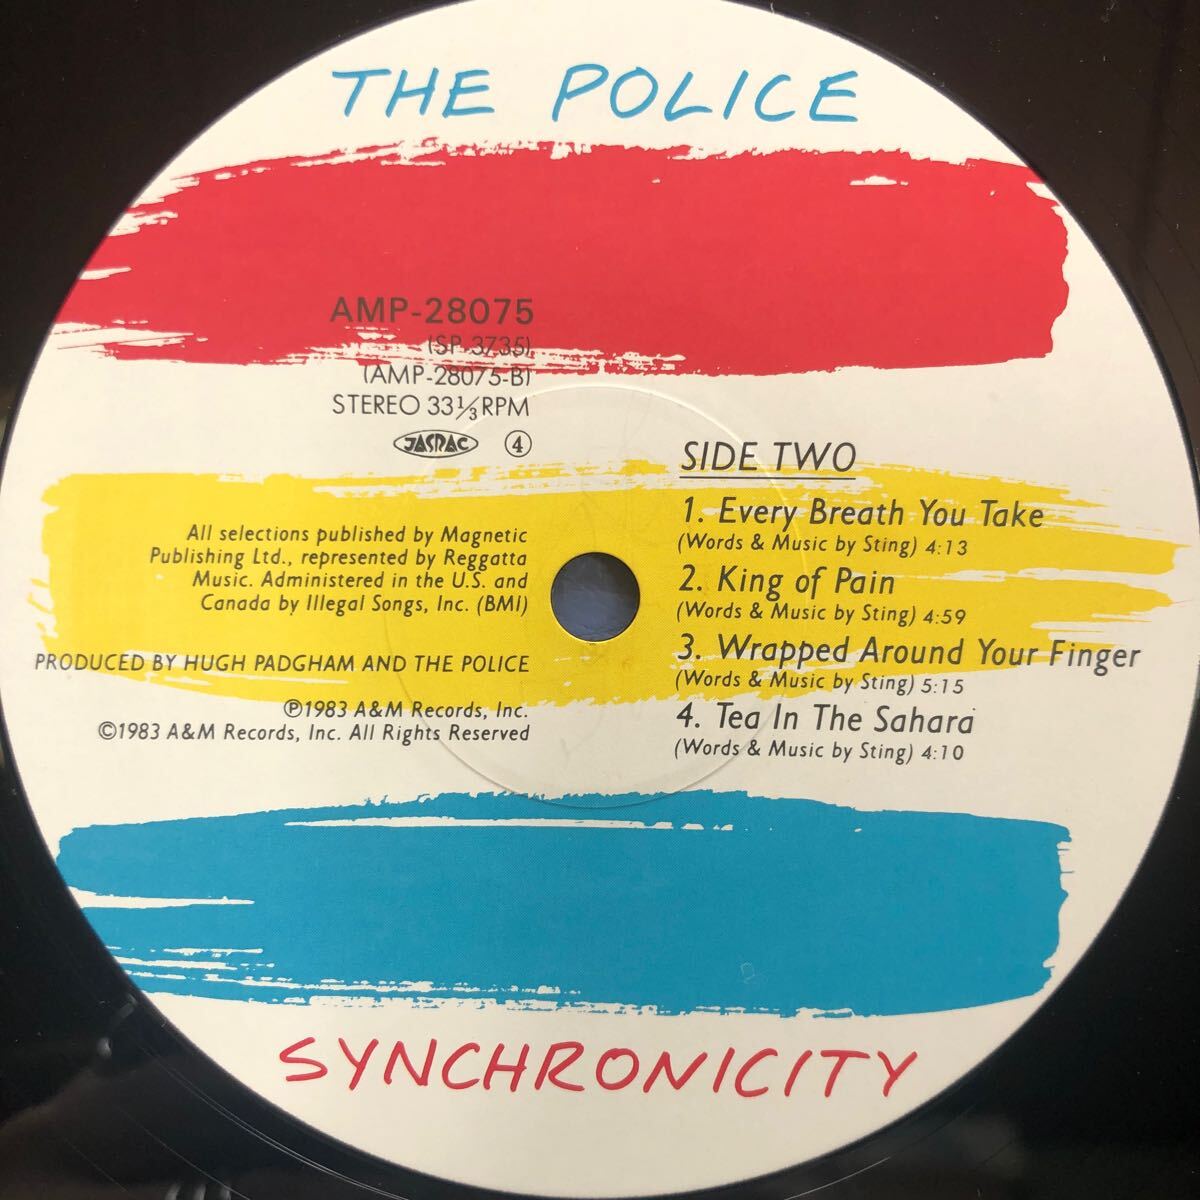 THE POLICE
AMP-28075
(SP-3735)
(AMP-28075-B)
STEREO 33⅓RPM
JASRAC ④
All selections published by Magnetic
Publishing Ltd., represented by Reggatta
Music. Administered in the U.S. and
Canada by Illegal Songs, Inc. (BMI)
PRODUCED BY HUGH PADGHAM AND THE POLICE
℗1983 A&M Records, Inc.
©1983 A&M Records, Inc. All Rights Reserved
SIDE TWO
1. Every Breath You Take
(Words & Music by Sting) 4:13
2. King of Pain
(Words & Music by Sting) 4:59
3. Wrapped Around Your Finger
(Words & Music by Sting) 5:15
4. Tea In The Sahara
(Words & Music by Sting) 4:10
SYNCHRONICITY